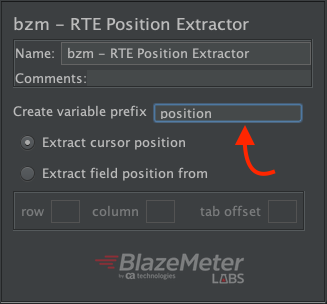 bzm - RTE Position Extractor
Name: bzm - RTE Position Extractor
Comments:
Create variable prefix position
Extract cursor position
Extract field position from
row column tab offset
BlazeMeter
by ca technologies LABS